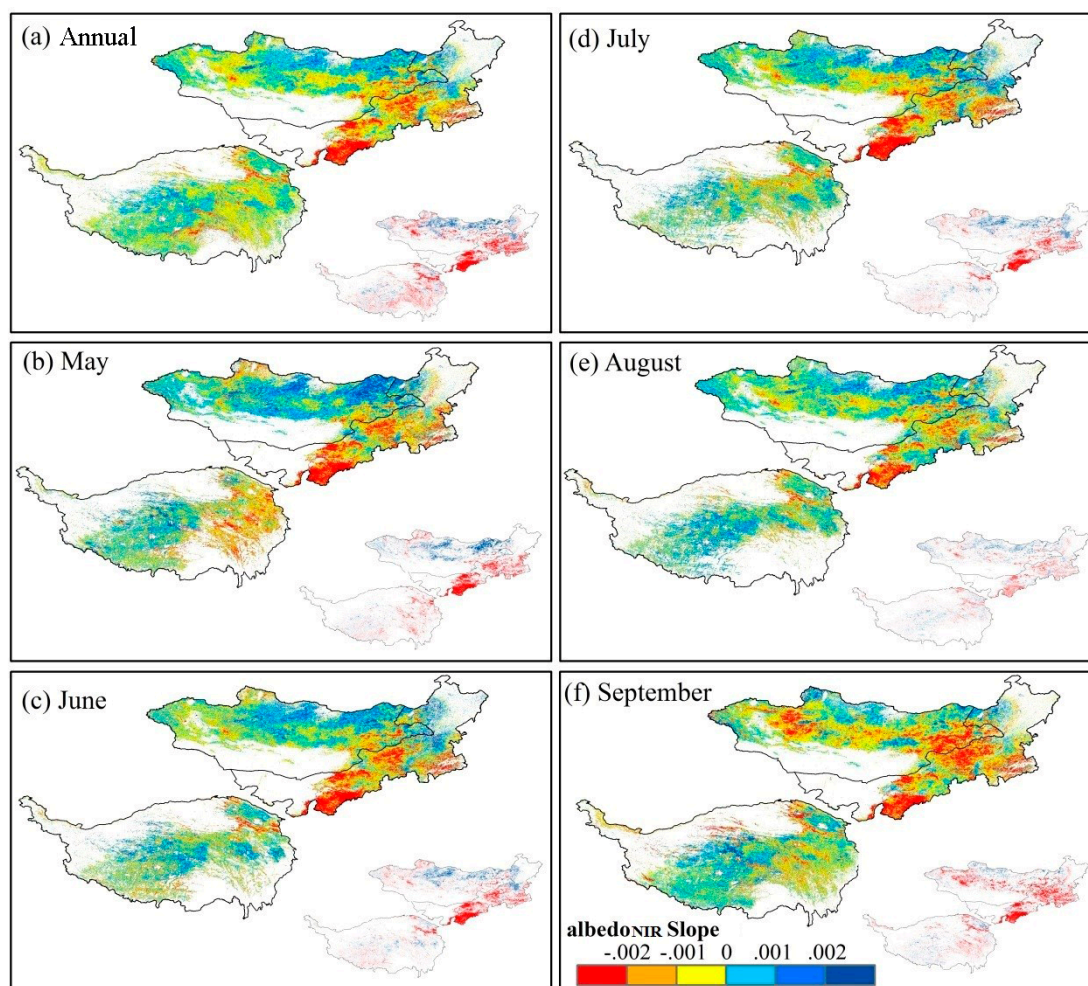 (a) Annual
(d) July
(b) May
(e) August
(c) June
(f) September
albedoNIR Slope
-.002 -.001 0 .001 .002